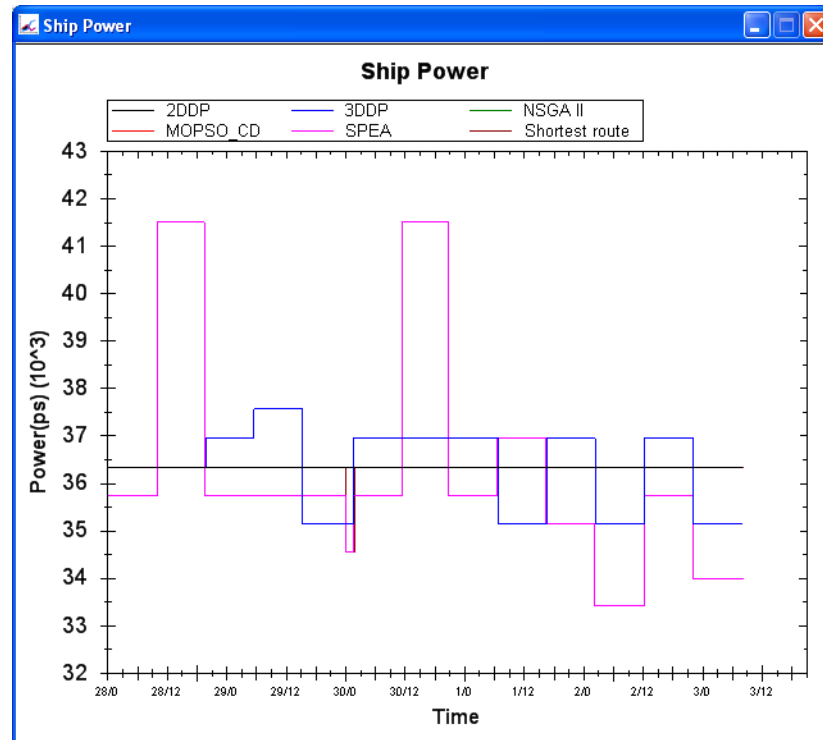 Ship Power
Ship Power
2DDP 3DDP NSGA II
MOPSO_CD SPEA Shortest route
43
42
41
40
39
38
37
36
35
34
33
32
Power(ps) (10^3)
28/0 28/12 29/0 29/12 30/0 30/12 1/0 1/12 2/0 2/12 3/0 3/12
Time